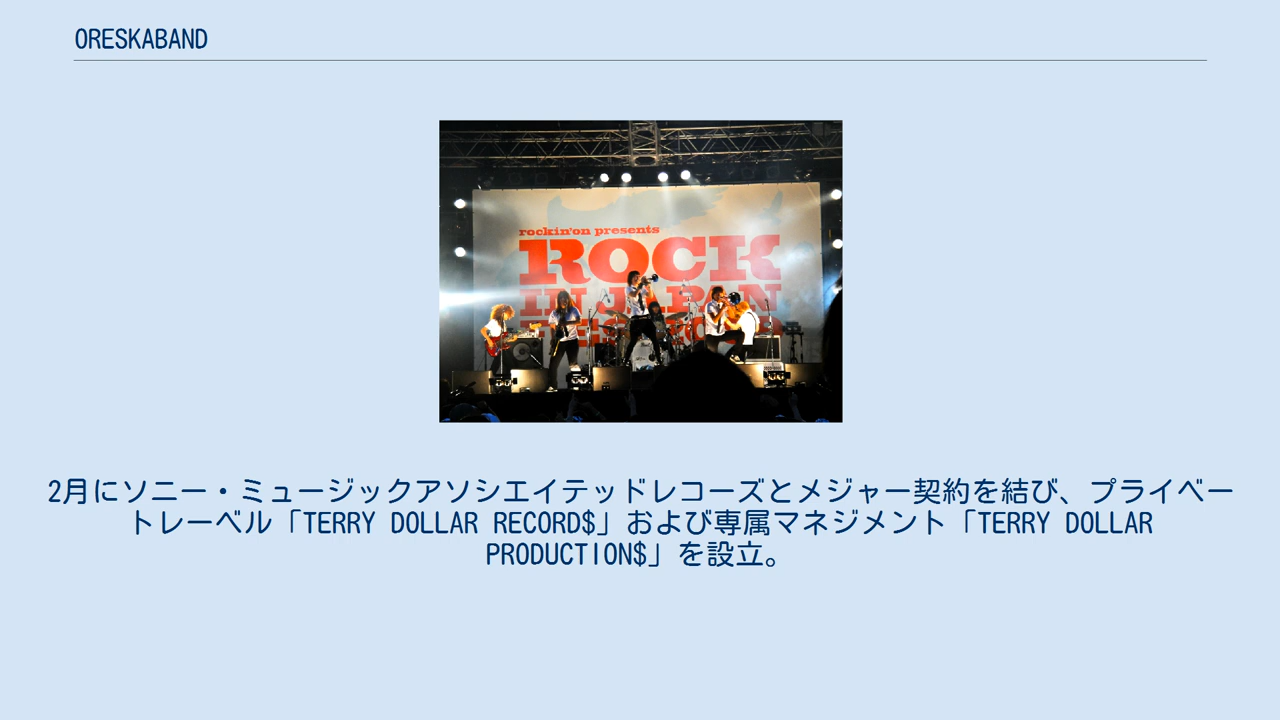 ORESKABAND
rockin'on presents
ROCK
IN JAPAN
2月にソニー・ミュージックアソシエイテッドレコーズとメジャー契約を結び、プライベー
トレーベル「TERRY DOLLAR RECORD$」および専属マネジメント「TERRY DOLLAR
PRODUCTION$」を設立。